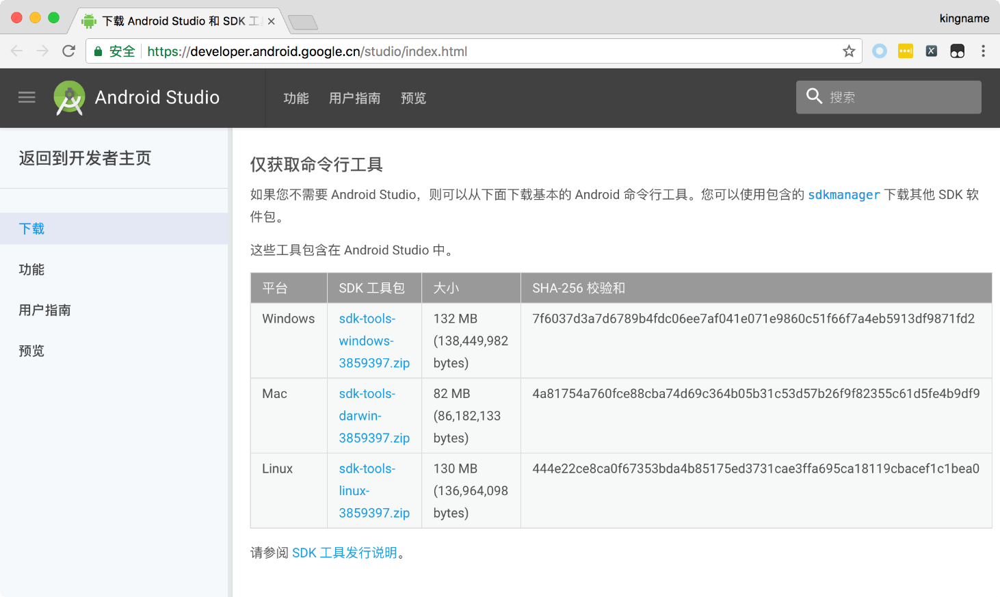 下载 Android Studio 和 SDK 工
kingname
安全 https://developer.android.google.cn/studio/index.html
Android Studio
功能 用户指南 预览
搜索
返回到开发者主页
下载
功能
用户指南
预览
仅获取命令行工具
如果您不需要 Android Studio，则可以从下面下载基本的 Android 命令行工具。您可以使用包含的 sdkmanager 下载其他 SDK 软
件包。
这些工具包含在 Android Studio 中。
平台 SDK 工具包 大小 SHA-256 校验和
Windows sdk-tools- 132 MB 7f6037d3a7d6789b4fdc06ee7af041e071e9860c51f66f7a4eb5913df9871fd2
windows- (138,449,982
3859397.zip bytes)
Mac sdk-tools- 82 MB 4a81754a760fce88cba74d69c364b05b31c53d57b26f9f82355c61d5fe4b9df9
darwin- (86,182,133
3859397.zip bytes)
Linux sdk-tools- 130 MB 444e22ce8ca0f67353bda4b85175ed3731cae3ffa695ca18119cbacef1c1bea0
linux- (136,964,098
3859397.zip bytes)
请参阅 SDK 工具发行说明。